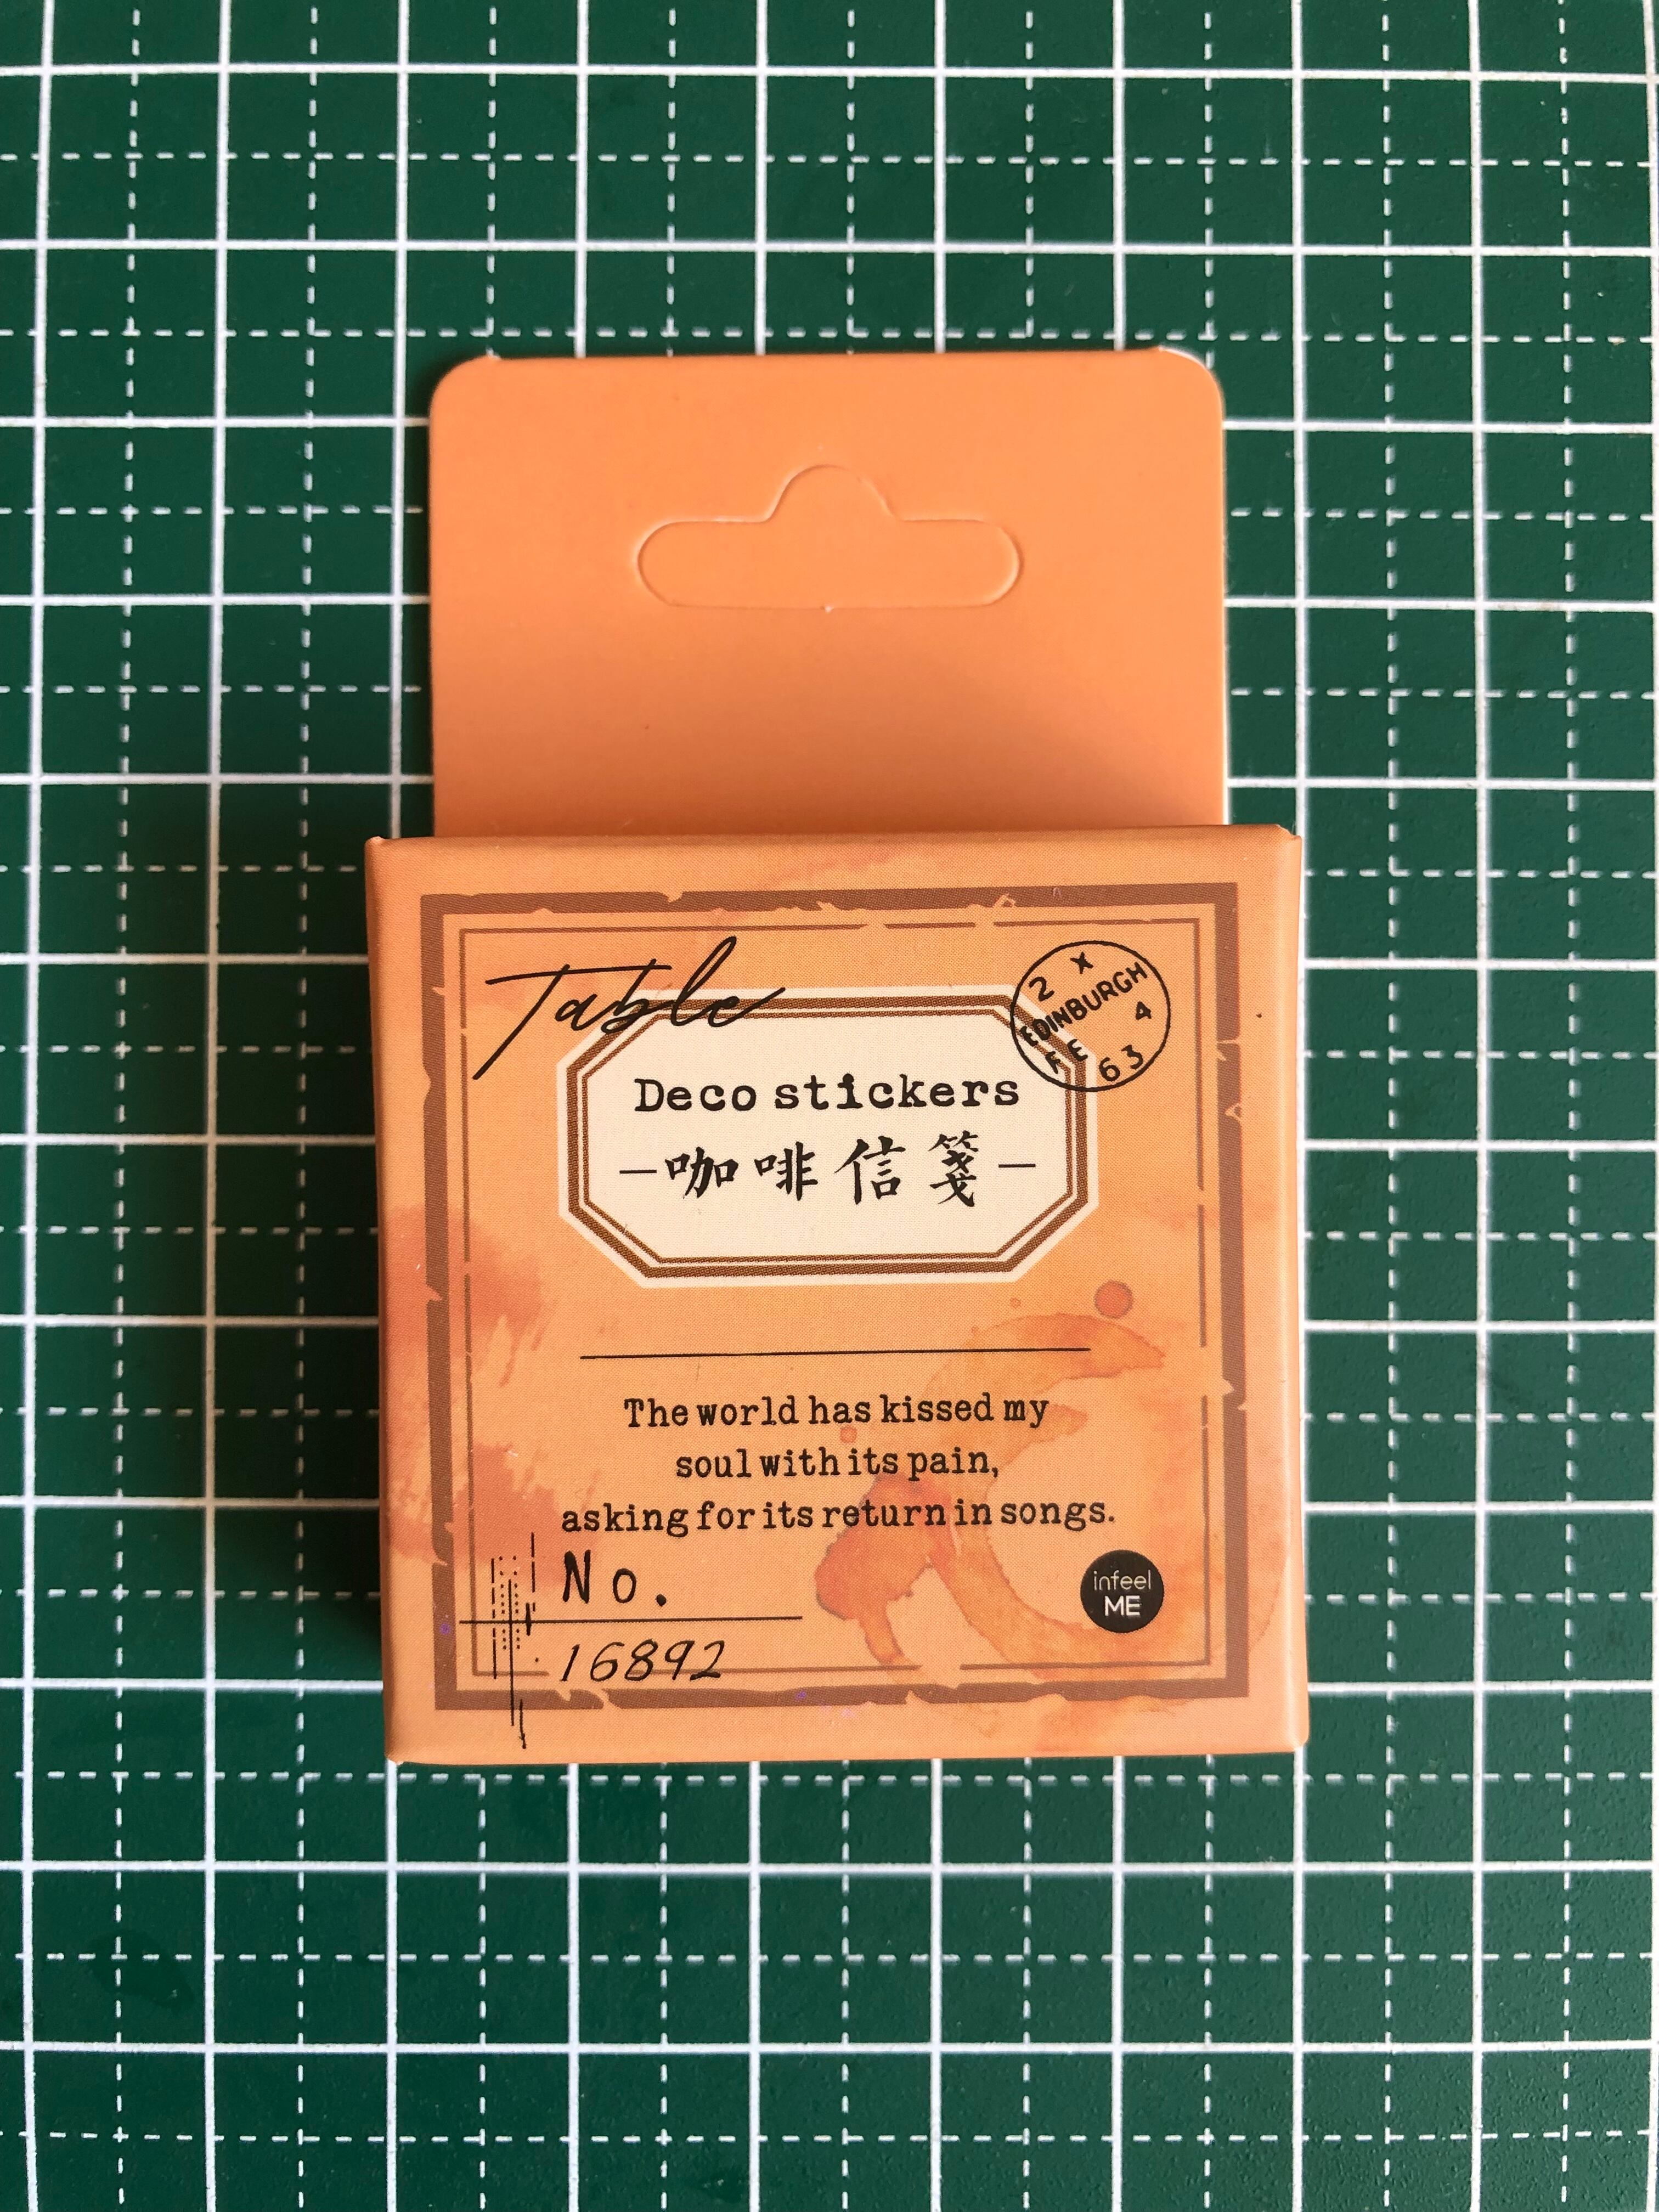 Table
2 X
EDINBURGH
4
FE
63
Deco stickers
—咖啡信箋—
The world has kissed my
soul with its pain,
asking for its return in songs.
No.
16892
infeel
ME